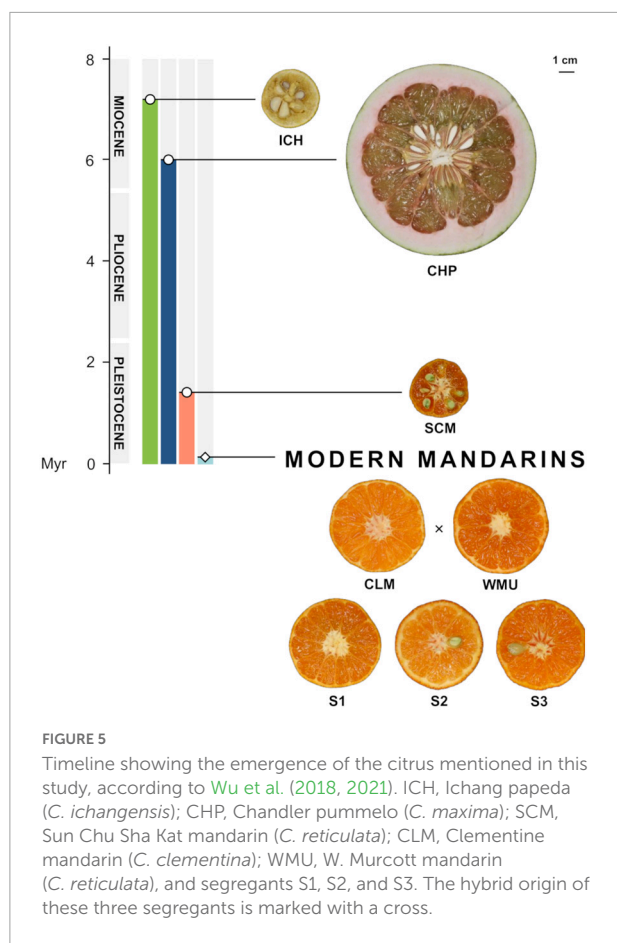 8
1 cm
MIOCENE
ICH
6
PLIOCENE
CHP
4
2
PLEISTOCENE
SCM
Myr 0
MODERN MANDARINS
×
CLM WMU
S1 S2 S3
FIGURE 5
Timeline showing the emergence of the citrus mentioned in this
study, according to Wu et al. (2018, 2021). ICH, Ichang papeda
(C. ichangensis); CHP, Chandler pummelo (C. maxima); SCM,
Sun Chu Sha Kat mandarin (C. reticulata); CLM, Clementine
mandarin (C. clementina); WMU, W. Murcott mandarin
(C. reticulata), and segregants S1, S2, and S3. The hybrid origin of
these three segregants is marked with a cross.